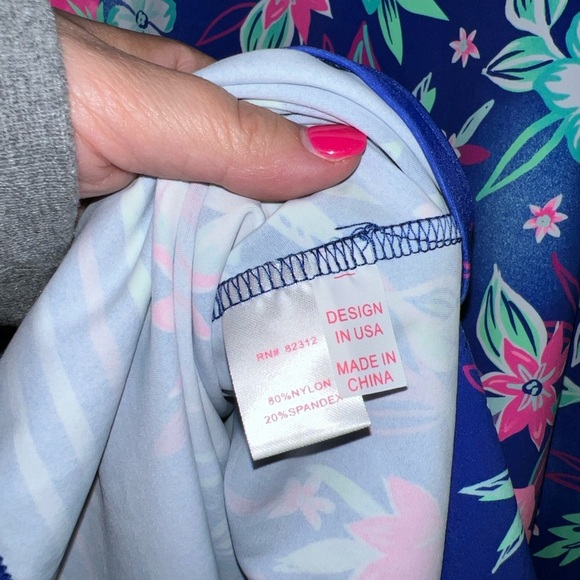 RN# 82312
80%NYLON
20%SPANDEX
DESIGN
IN USA
MADE IN
CHINA